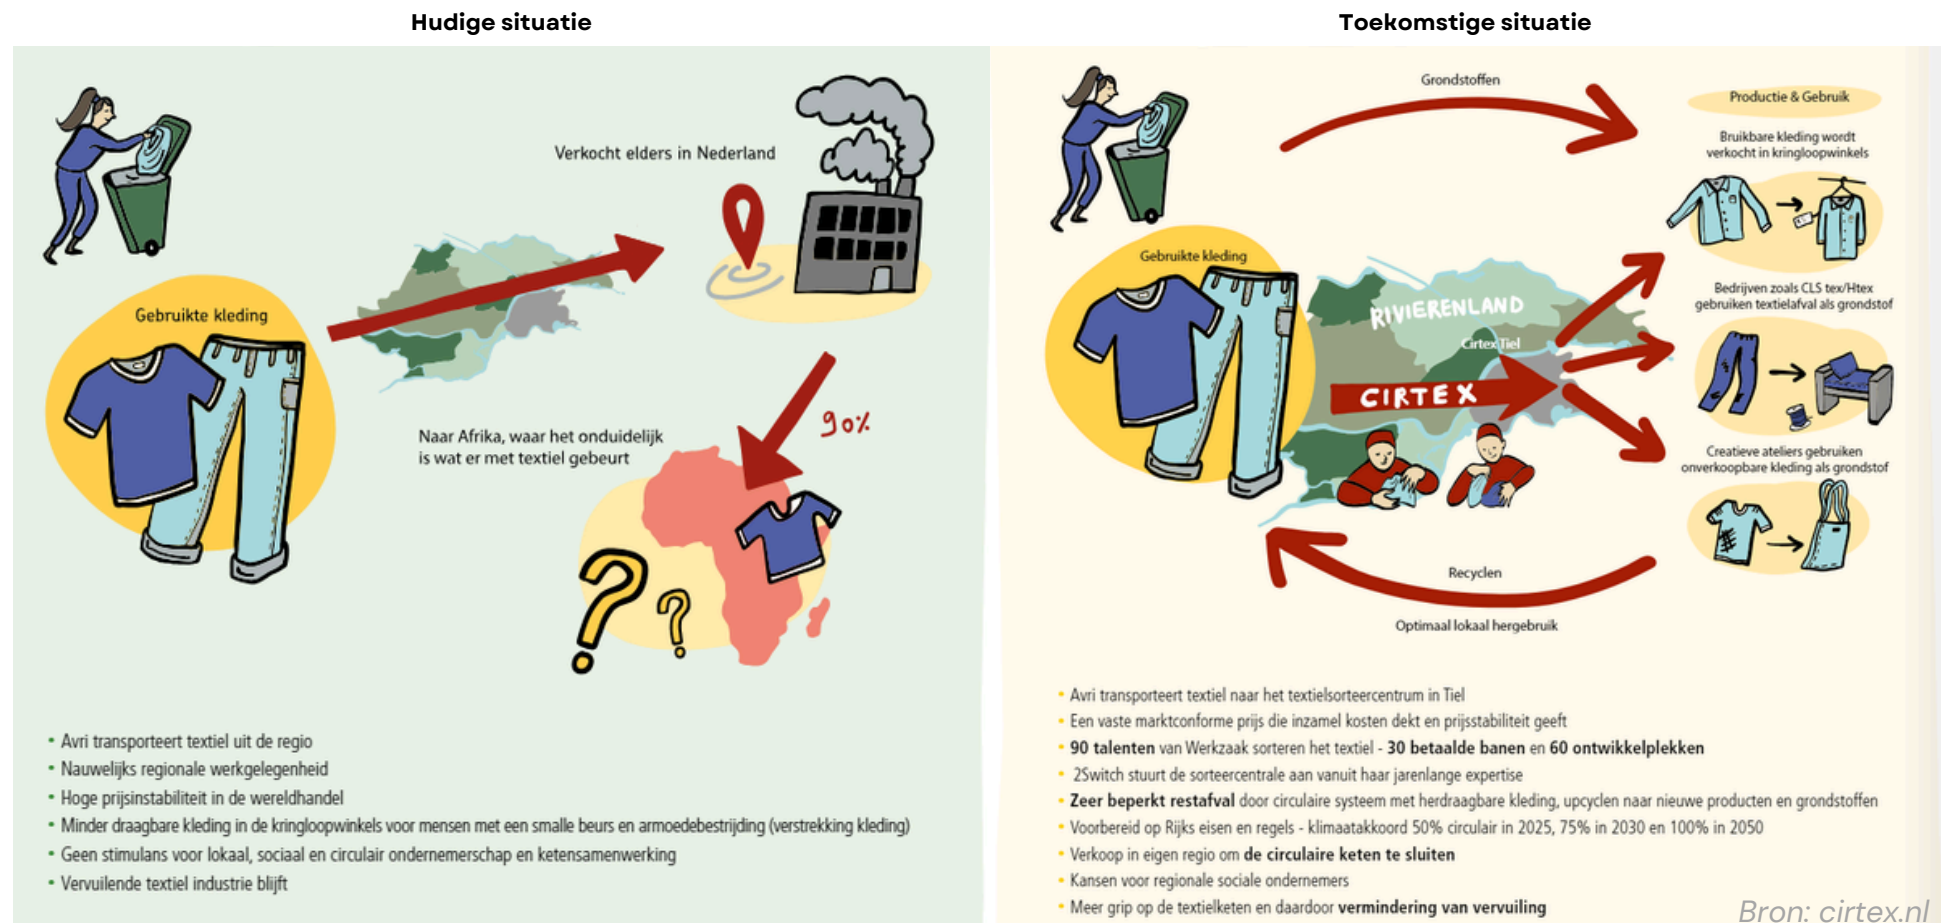 Hudige situatie
Verkocht elders in Nederland
Gebruikte kleding
90%
Naar Afrika, waar het onduidelijk
is wat er met textiel gebeurt
• Avri transporteert textiel uit de regio
• Nauwelijks regionale werkgelegenheid
• Hoge prijsinstabiliteit in de wereldhandel
• Minder draagbare kleding in de kringloopwinkels voor mensen met een smalle beurs en armoedebestrijding (verstrekking kleding)
• Geen stimulans voor lokaal, sociaal en circulair ondernemerschap en ketensamenwerking
• Vervuilende textiel industrie blijft
Toekomstige situatie
Grondstoffen
Productie & Gebruik
Bruikbare kleding wordt
verkocht in kringloopwinkels
Gebruikte kleding
RIVIERENLAND
Cirtex Tiel
CIRTEX
Bedrijven zoals CLS tex/Htex
gebruiken textielafval als grondstof
Creatieve ateliers gebruiken
onverkoopbare kleding als grondstof
Recyclen
Optimaal lokaal hergebruik
• Avri transporteert textiel naar het textielsorteercentrum in Tiel
• Een vaste marktconforme prijs die inzamel kosten dekt en prijsstabiliteit geeft
• 90 talenten van Werkzaak sorteren het textiel - 30 betaalde banen en 60 ontwikkelplekken
• 2Switch stuurt de sorteercentrale aan vanuit haar jarenlange expertise
• Zeer beperkt restafval door circulaire systeem met herdraagbare kleding, upcyclen naar nieuwe producten en grondstoffen
• Voorbereid op Rijks eisen en regels - klimaatakkoord 50% circulair in 2025, 75% in 2030 en 100% in 2050
• Verkoop in eigen regio om de circulaire keten te sluiten
• Kansen voor regionale sociale ondernemers
• Meer grip op de textielketen en daardoor vermindering van vervuiling
Bron: cirtex.nl